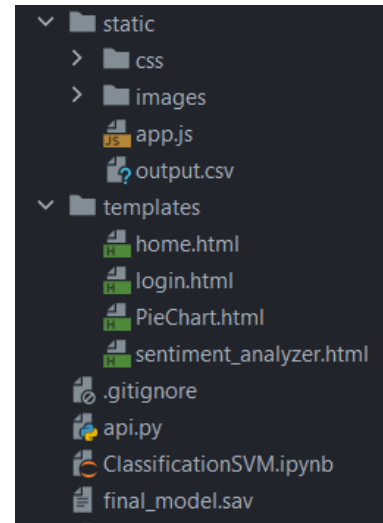 static
css
images
app.js
output.csv
templates
home.html
login.html
PieChart.html
sentiment_analyzer.html
.gitignore
api.py
ClassificationSVM.ipynb
final_model.sav